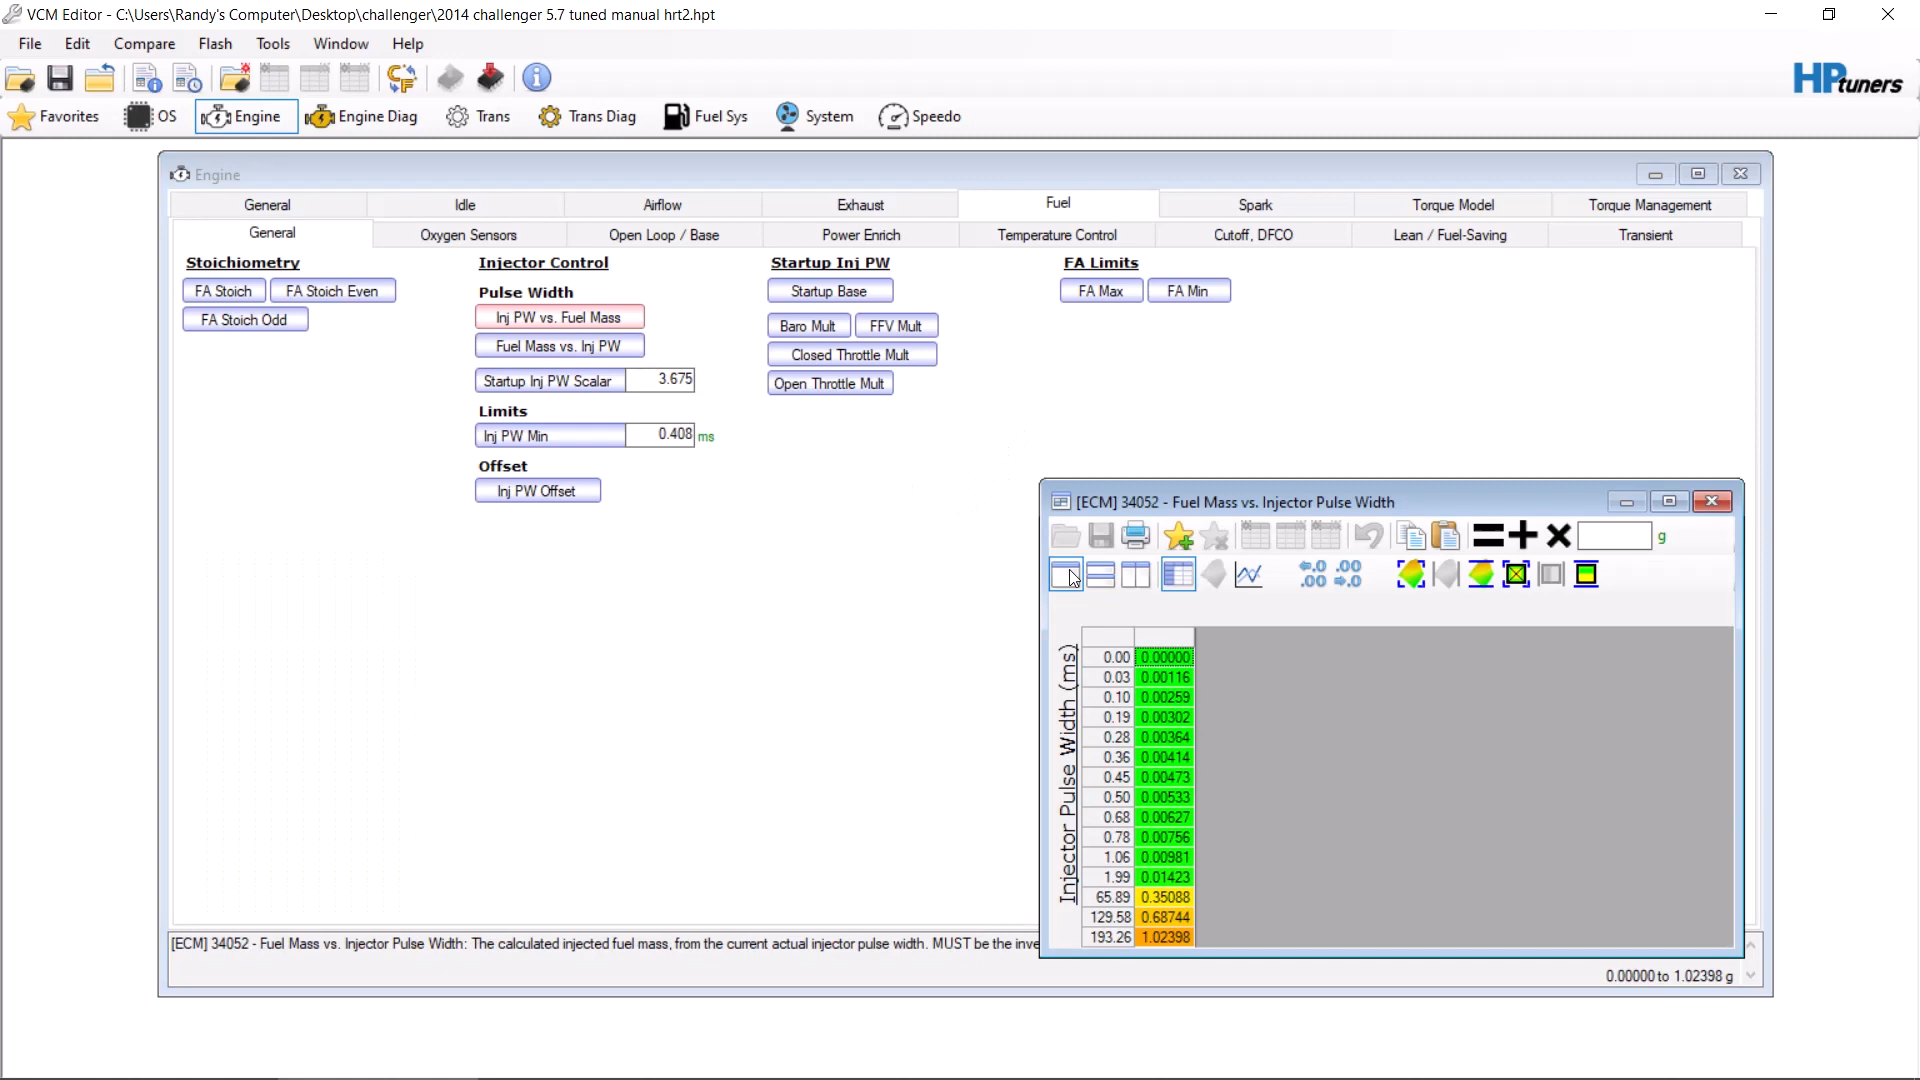 VCM Editor - C:\Users\Randy's Computer\Desktop\challenger\2014 challenger 5.7 tuned manual hrt2.hpt
File Edit Compare Flash Tools Window Help
HPtuners
Favorites OS Engine Engine Diag Trans Trans Diag Fuel Sys System Speedo
Engine
General Idle Airflow Exhaust Fuel Spark Torque Model Torque Management
General Oxygen Sensors Open Loop / Base Power Enrich Temperature Control Cutoff, DFCO Lean / Fuel-Saving Transient
Stoichiometry
FA Stoich FA Stoich Even
FA Stoich Odd
Injector Control
Pulse Width
Inj PW vs. Fuel Mass
Fuel Mass vs. Inj PW
Startup Inj PW Scalar 3.675
Limits
Inj PW Min 0.408 ms
Offset
Inj PW Offset
Startup Inj PW
Startup Base
Baro Mult FFV Mult
Closed Throttle Mult
Open Throttle Mult
FA Limits
FA Max FA Min
[ECM] 34052 - Fuel Mass vs. Injector Pulse Width
g
←.0 .00
.00 →.0
Injector Pulse Width (ms)
0.00 0.00000
0.03 0.00116
0.10 0.00259
0.19 0.00302
0.28 0.00364
0.36 0.00414
0.45 0.00473
0.50 0.00533
0.68 0.00627
0.78 0.00756
1.06 0.00981
1.99 0.01423
65.89 0.35088
129.58 0.68744
193.26 1.02398
[ECM] 34052 - Fuel Mass vs. Injector Pulse Width: The calculated injected fuel mass, from the current actual injector pulse width. MUST be the inve
0.00000 to 1.02398 g